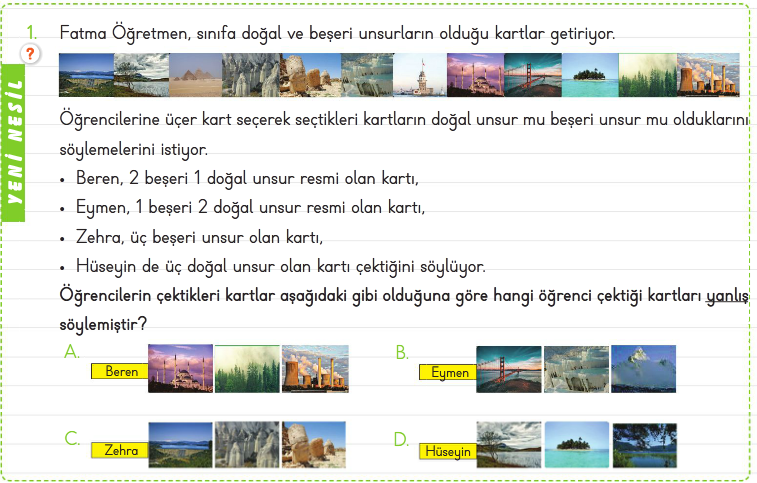 1. Fatma Öğretmen, sınıfa doğal ve beşeri unsurların olduğu kartlar getiriyor.
?
YENİ NESİL
Öğrencilerine üçer kart seçerek seçtikleri kartların doğal unsur mu beşeri unsur mu olduklarını
söylemelerini istiyor.
• Beren, 2 beşeri 1 doğal unsur resmi olan kartı,
• Eymen, 1 beşeri 2 doğal unsur resmi olan kartı,
• Zehra, üç beşeri unsur olan kartı,
• Hüseyin de üç doğal unsur olan kartı çektiğini söylüyor.
Öğrencilerin çektikleri kartlar aşağıdaki gibi olduğuna göre hangi öğrenci çektiği kartları yanlış
söylemiştir?
A. Beren
B. Eymen
C. Zehra
D. Hüseyin